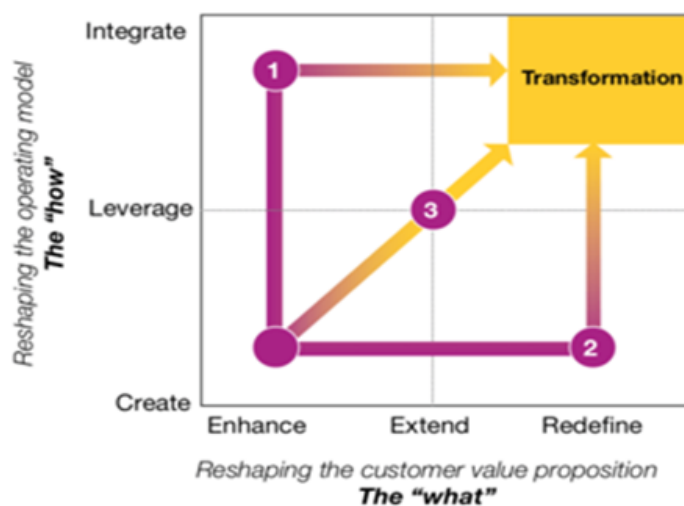 Integrate
1
Transformation
Reshaping the operating model
The "how"
Leverage
3
2
Create
Enhance Extend Redefine
Reshaping the customer value proposition
The "what"